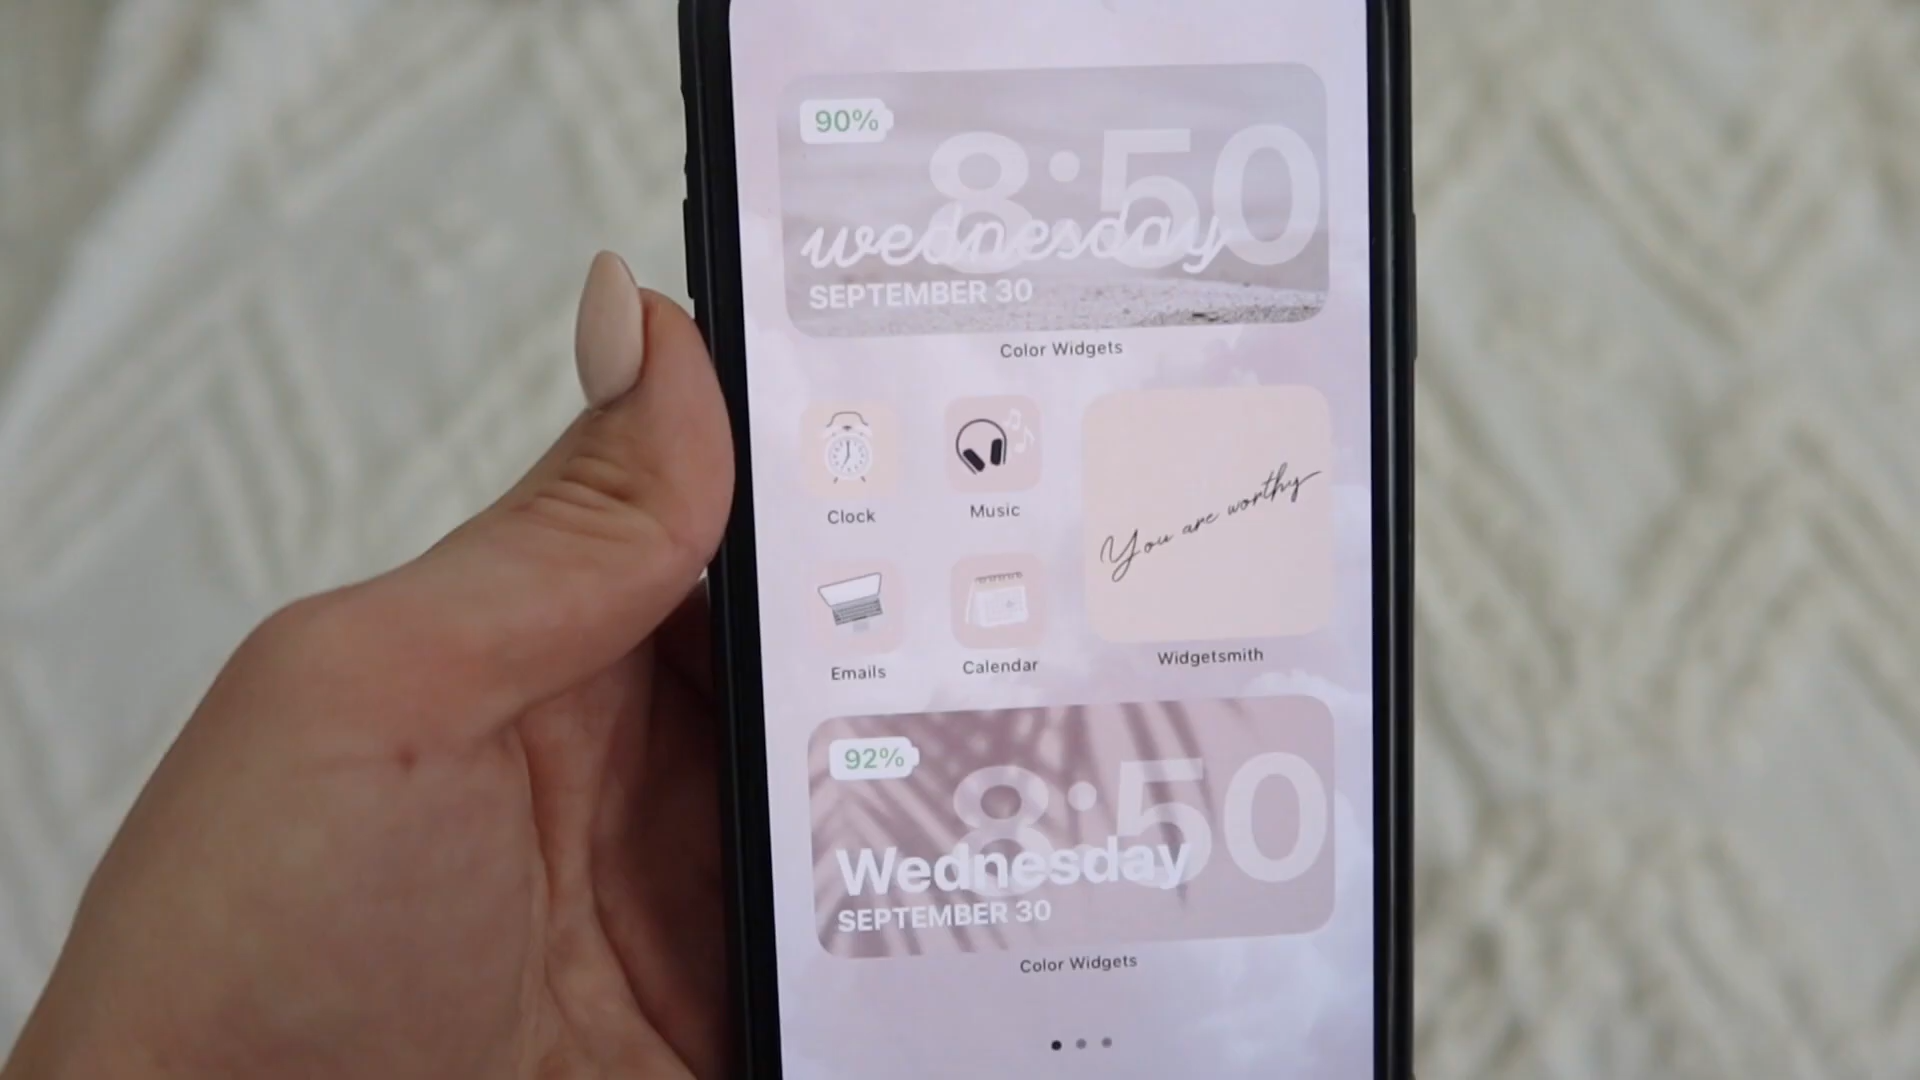 90%
8:50
wednesday
SEPTEMBER 30
Color Widgets
Clock
Music
You are worthy
Emails
Calendar
Widgetsmith
92%
8:50
Wednesday
SEPTEMBER 30
Color Widgets